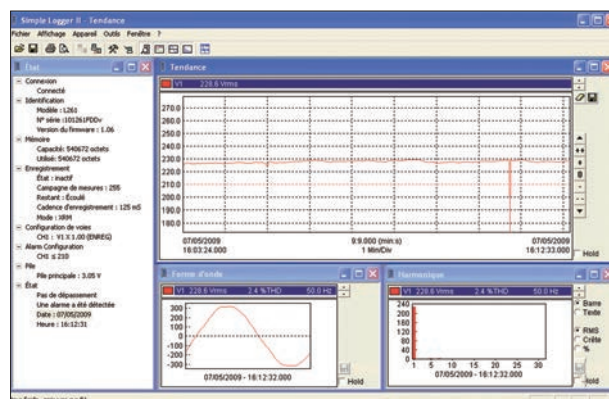 Simple Logger II - Tendance
Fichier Affichage Appareil Outils Fenêtre ?
État
Connexion
Connecté
Identification
Modèle : L261
N° série :101261PDDv
Version du firmware : 1.06
Mémoire
Capacité: 540672 octets
Utilisé: 540672 octets
Enregistrement
État : inactif
Campagne de mesures : 255
Restant : Écoulé
Cadence d'enregistrement : 125 mS
Mode : XRM
Configuration de voies
CH1 : V1 X 1.00 (ENREG)
Alarm Configuration
CH1 ≤ 210
Pile
Pile principale : 3.05 V
État
Pas de dépassement
Une alarme a été détectée
Date : 07/05/2009
Heure : 16:12:31
Tendance
V1 228.6 Vrms
270.0
260.0
250.0
240.0
230.0
220.0
210.0
200.0
190.0
180.0
07/05/2009 9:9.000 (min:s) 07/05/2009
16:03:24.000 1 Min/Div 16:12:33.000
Hold
Forme d'onde
V1 228.6 Vrms 2.4 %THD 50.0 Hz
300
200
100
0
-100
-200
-300
07/05/2009 - 16:12:32.000
Hold
Harmonique
V1 228.6 Vrms 2.4 %THD 50.0 Hz
240
200
160
120
80
40
0
1 5 10 15 20 25 30
07/05/2009 - 16:12:32.000
Barre
Texte
RMS
Crête
%
Hold